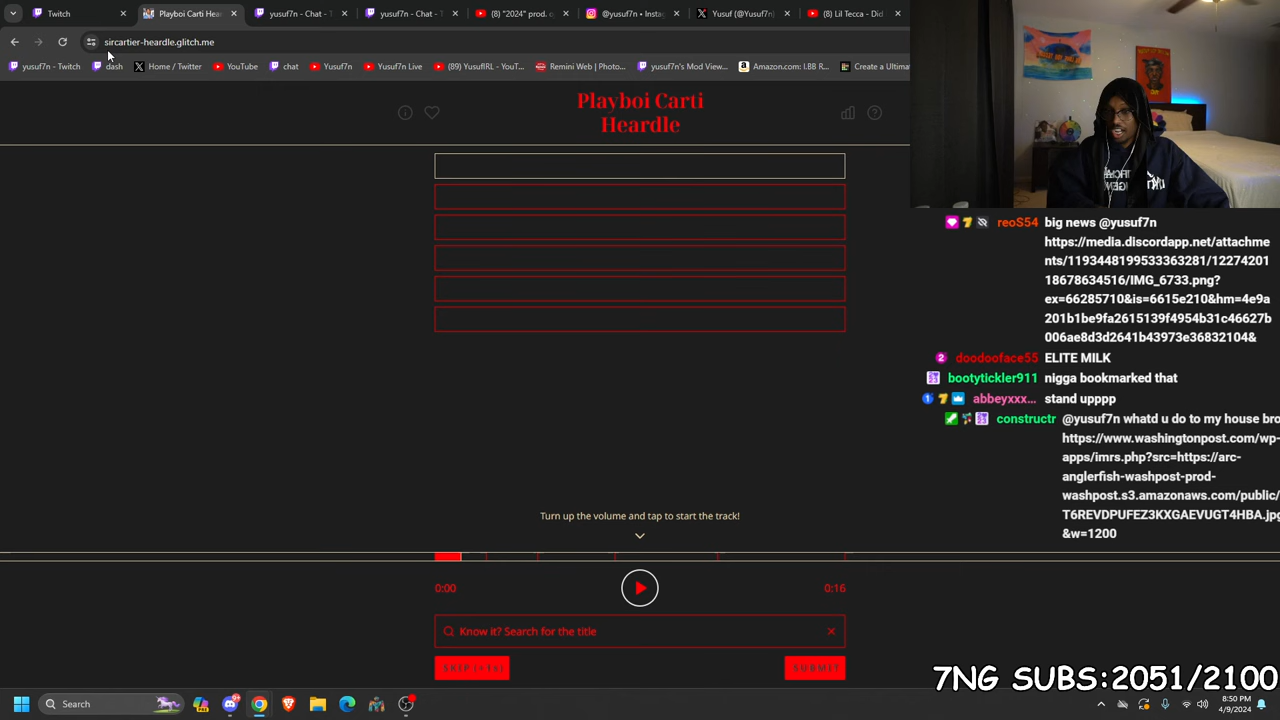 Twitch
Playboi Carti Hear
yusuf7n - Chat - T
yusuf7n - Chat - T
(8) "2024" prod. o
@yusuf7n • Insta
Yusuf (@Yusuf7n)
(8) Lil Tecca - Did
sircartier-heardle.glitch.me
yusuf7n - Twitch
dash
Home / Twitter
YouTube
chat
Yusuf7n
Yusuf7n Live
(89) YusufIRL - YouT...
Remini Web | Photo...
yusuf7n's Mod View...
Amazon.com: LBB R...
Create a Ultima
Playboi Carti
Heardle
Turn up the volume and tap to start the track!
0:00
0:16
Know it? Search for the title
SKIP (+1s)
SUBMIT
reoS54 big news @yusuf7n
https://media.discordapp.net/attachme
nts/1193448199533363281/12274201
18678634516/IMG_6733.png?
ex=66285710&is=6615e210&hm=4e9a
201b1be9fa2615139f4954b31c46627b
006ae8d3d2641b43973e36832104&
doodooface55 ELITE MILK
bootytickler911 nigga bookmarked that
abbeyxxx... stand upppp
constructr @yusuf7n whatd u do to my house bro
https://www.washingtonpost.com/wp-
apps/imrs.php?src=https://arc-
anglerfish-washpost-prod-
washpost.s3.amazonaws.com/public/
T6REVDPUFEZ3KXGAEVUGT4HBA.jpg
&w=1200
7NG SUBS:2051/2100
Search
8:50 PM
4/9/2024